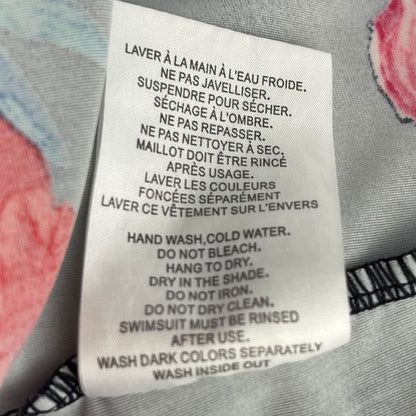 LAVER À LA MAIN À L'EAU FROIDE.
NE PAS JAVELLISER.
SUSPENDRE POUR SÉCHER.
SÉCHAGE À L'OMBRE.
NE PAS REPASSER.
NE PAS NETTOYER À SEC,
MAILLOT DOIT ÊTRE RINCÉ
APRÈS USAGE.
LAVER LES COULEURS
FONCÉES SÉPARÉMENT
LAVER CE VÊTEMENT SUR L'ENVERS
HAND WASH,COLD WATER.
DO NOT BLEACH.
HANG TO DRY.
DRY IN THE SHADE.
DO NOT IRON.
DO NOT DRY CLEAN.
SWIMSUIT MUST BE RINSED
AFTER USE.
WASH DARK COLORS SEPARATELY
WASH INSIDE OUT